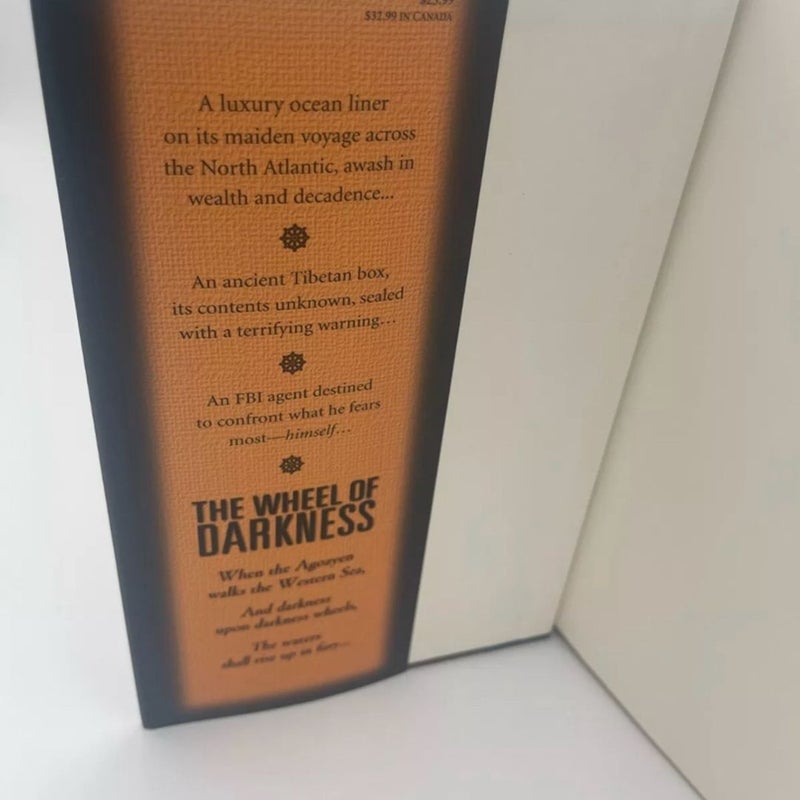 $32.99 IN CANADA
A luxury ocean liner
on its maiden voyage across
the North Atlantic, awash in
wealth and decadence...
An ancient Tibetan box,
its contents unknown, sealed
with a terrifying warning...
An FBI agent destined
to confront what he fears
most—himself...
THE WHEEL OF
DARKNESS
When the Agozyen
walks the Western Sea,
And darkness
upon darkness wheels,
The waters
shall rise up in fury...